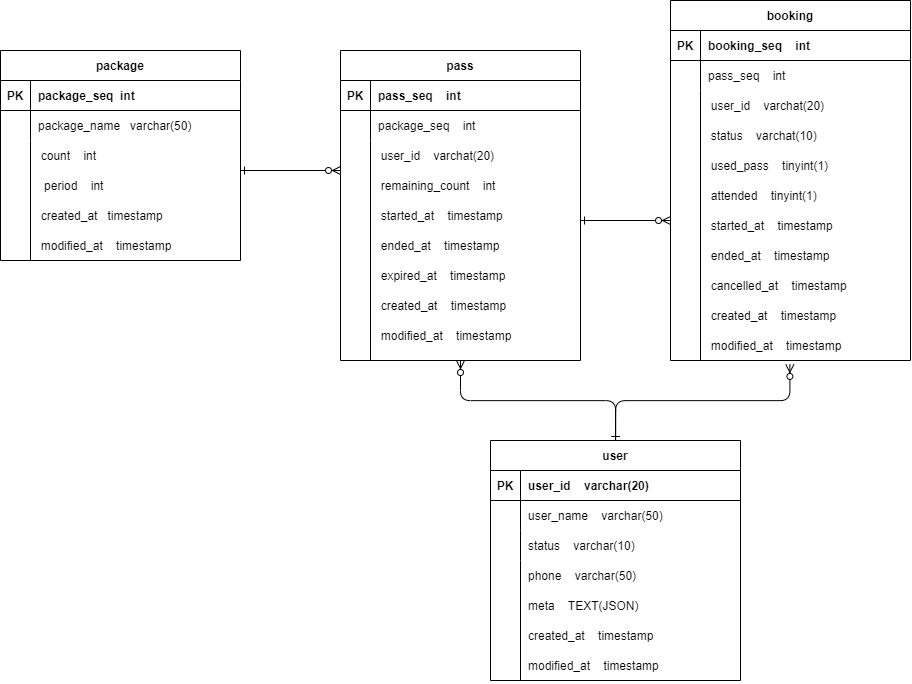 package
PK package_seq int
package_name varchar(50)
count int
period int
created_at timestamp
modified_at timestamp
pass
PK pass_seq int
package_seq int
user_id varchat(20)
remaining_count int
started_at timestamp
ended_at timestamp
expired_at timestamp
created_at timestamp
modified_at timestamp
booking
PK booking_seq int
pass_seq int
user_id varchat(20)
status varchat(10)
used_pass tinyint(1)
attended tinyint(1)
started_at timestamp
ended_at timestamp
cancelled_at timestamp
created_at timestamp
modified_at timestamp
user
PK user_id varchar(20)
user_name varchar(50)
status varchar(10)
phone varchar(50)
meta TEXT(JSON)
created_at timestamp
modified_at timestamp